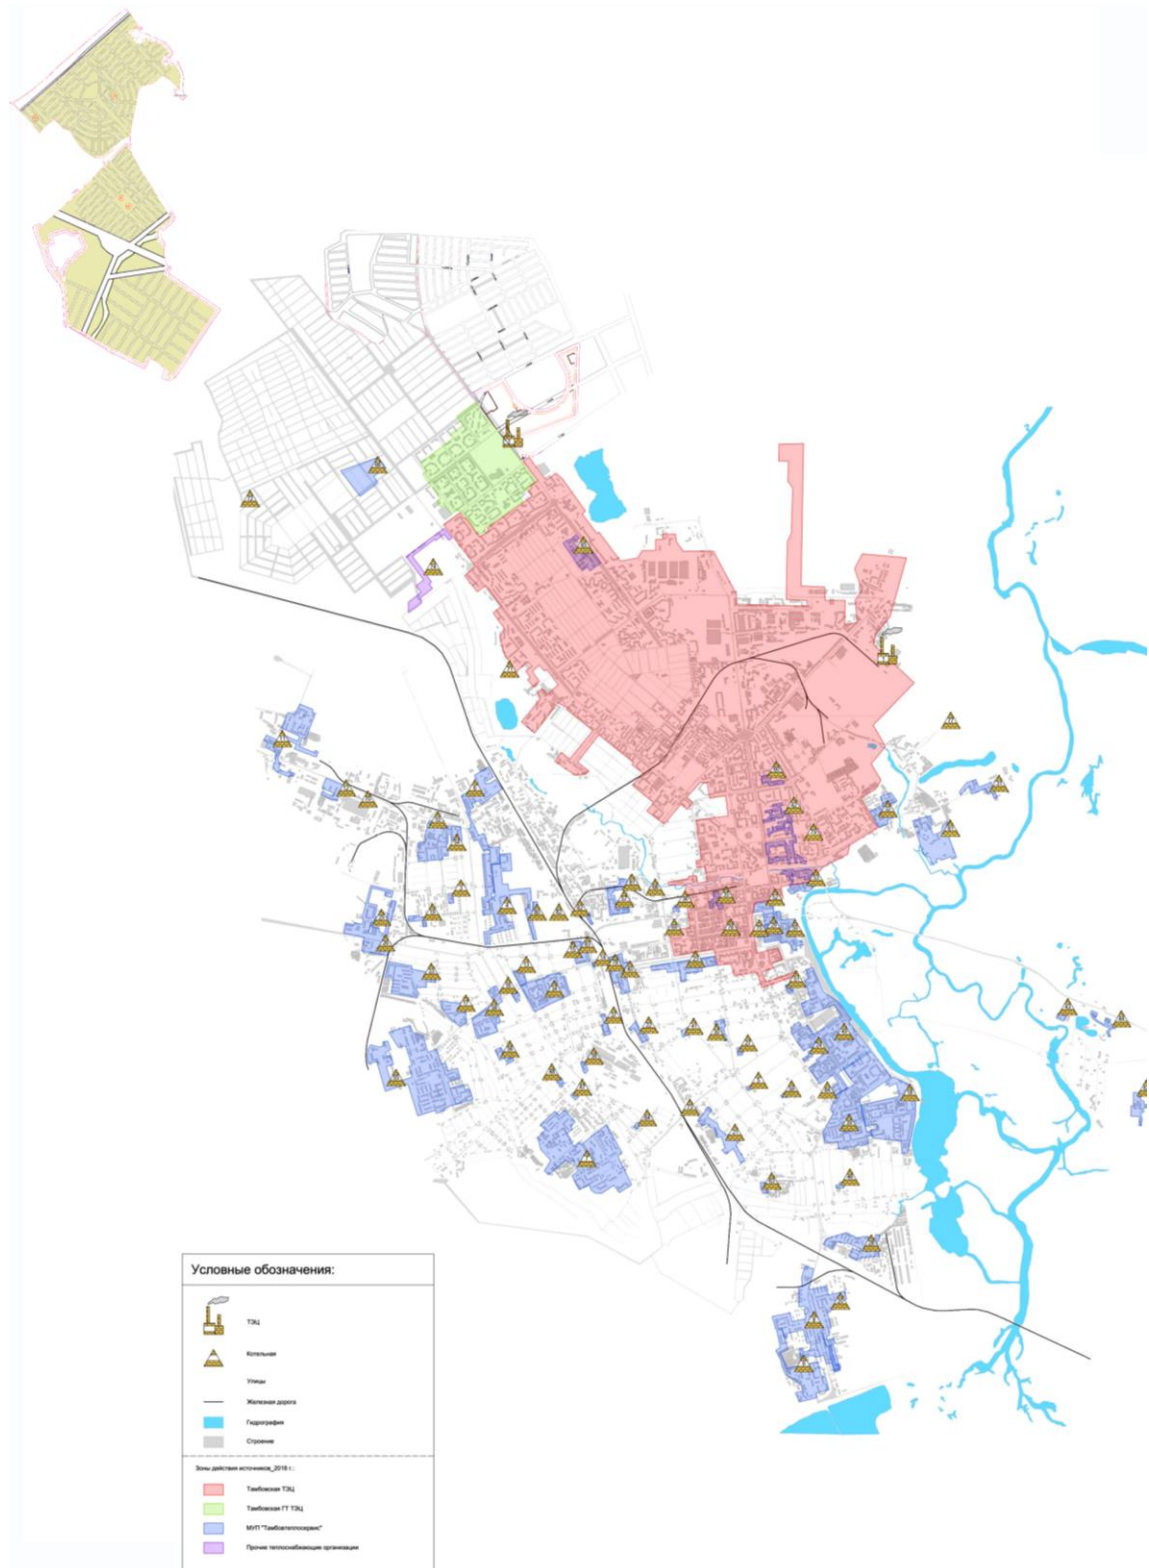 Условные обозначения:
ТЭЦ
Котельная
Улицы
Железная дорога
Гидрография
Строение
Зоны действия источников_2016 г.:
Тамбовская ТЭЦ
Тамбовская ГТ ТЭЦ
МУП "Тамбовтеплосервис"
Прочие теплоснабжающие организации